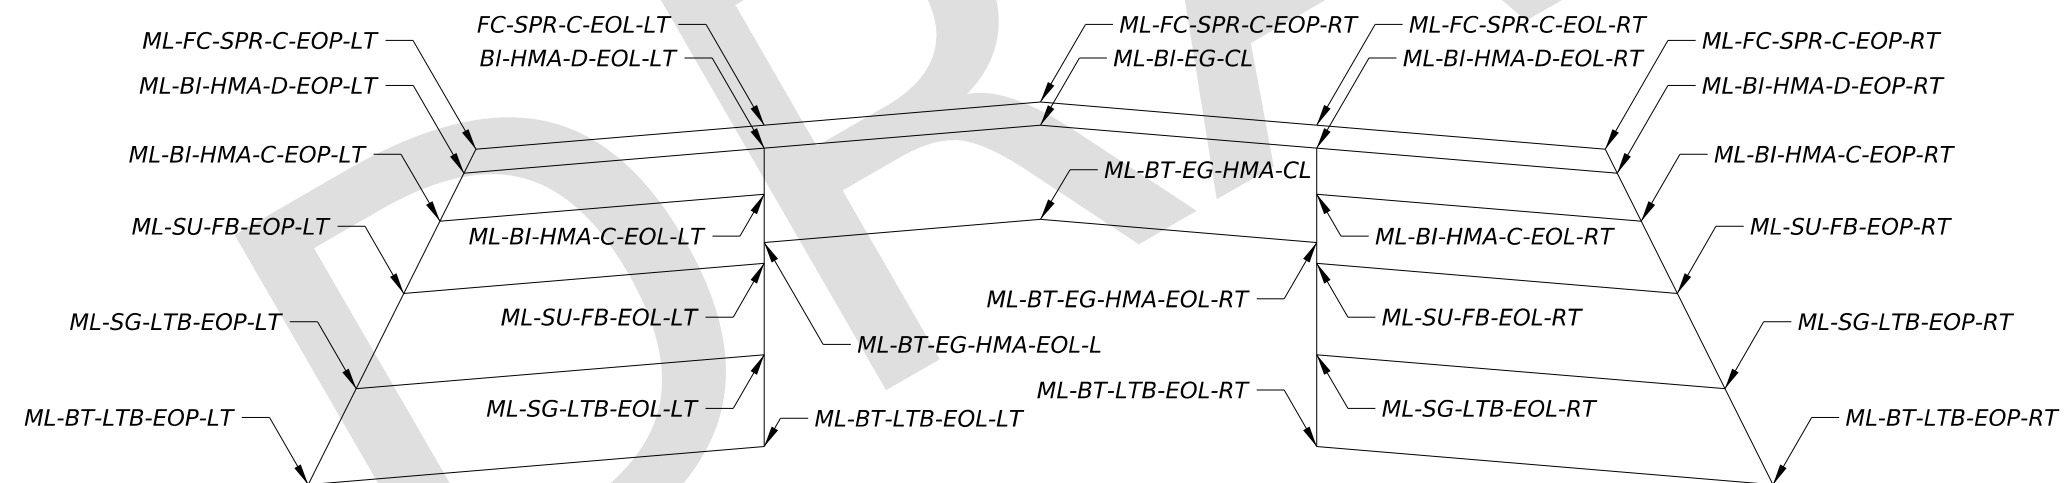 FC-SPR-C-EOL-LT
ML-FC-SPR-C-EOP-RT
ML-FC-SPR-C-EOL-RT
ML-FC-SPR-C-EOP-LT
ML-FC-SPR-C-EOP-RT
BI-HMA-D-EOL-LT
ML-BI-EG-CL
ML-BI-HMA-D-EOL-RT
ML-BI-HMA-D-EOP-LT
ML-BI-HMA-D-EOP-RT
ML-BI-HMA-C-EOP-LT
ML-BI-HMA-C-EOP-RT
ML-BT-EG-HMA-CL
ML-SU-FB-EOP-LT
ML-SU-FB-EOP-RT
ML-BI-HMA-C-EOL-LT
ML-BI-HMA-C-EOL-RT
ML-BT-EG-HMA-EOL-RT
ML-SU-FB-EOL-LT
ML-SU-FB-EOL-RT
ML-SG-LTB-EOP-LT
ML-SG-LTB-EOP-RT
ML-BT-EG-HMA-EOL-L
ML-BT-LTB-EOL-RT
ML-SG-LTB-EOL-LT
ML-SG-LTB-EOL-RT
ML-BT-LTB-EOP-LT
ML-BT-LTB-EOL-LT
ML-BT-LTB-EOP-RT